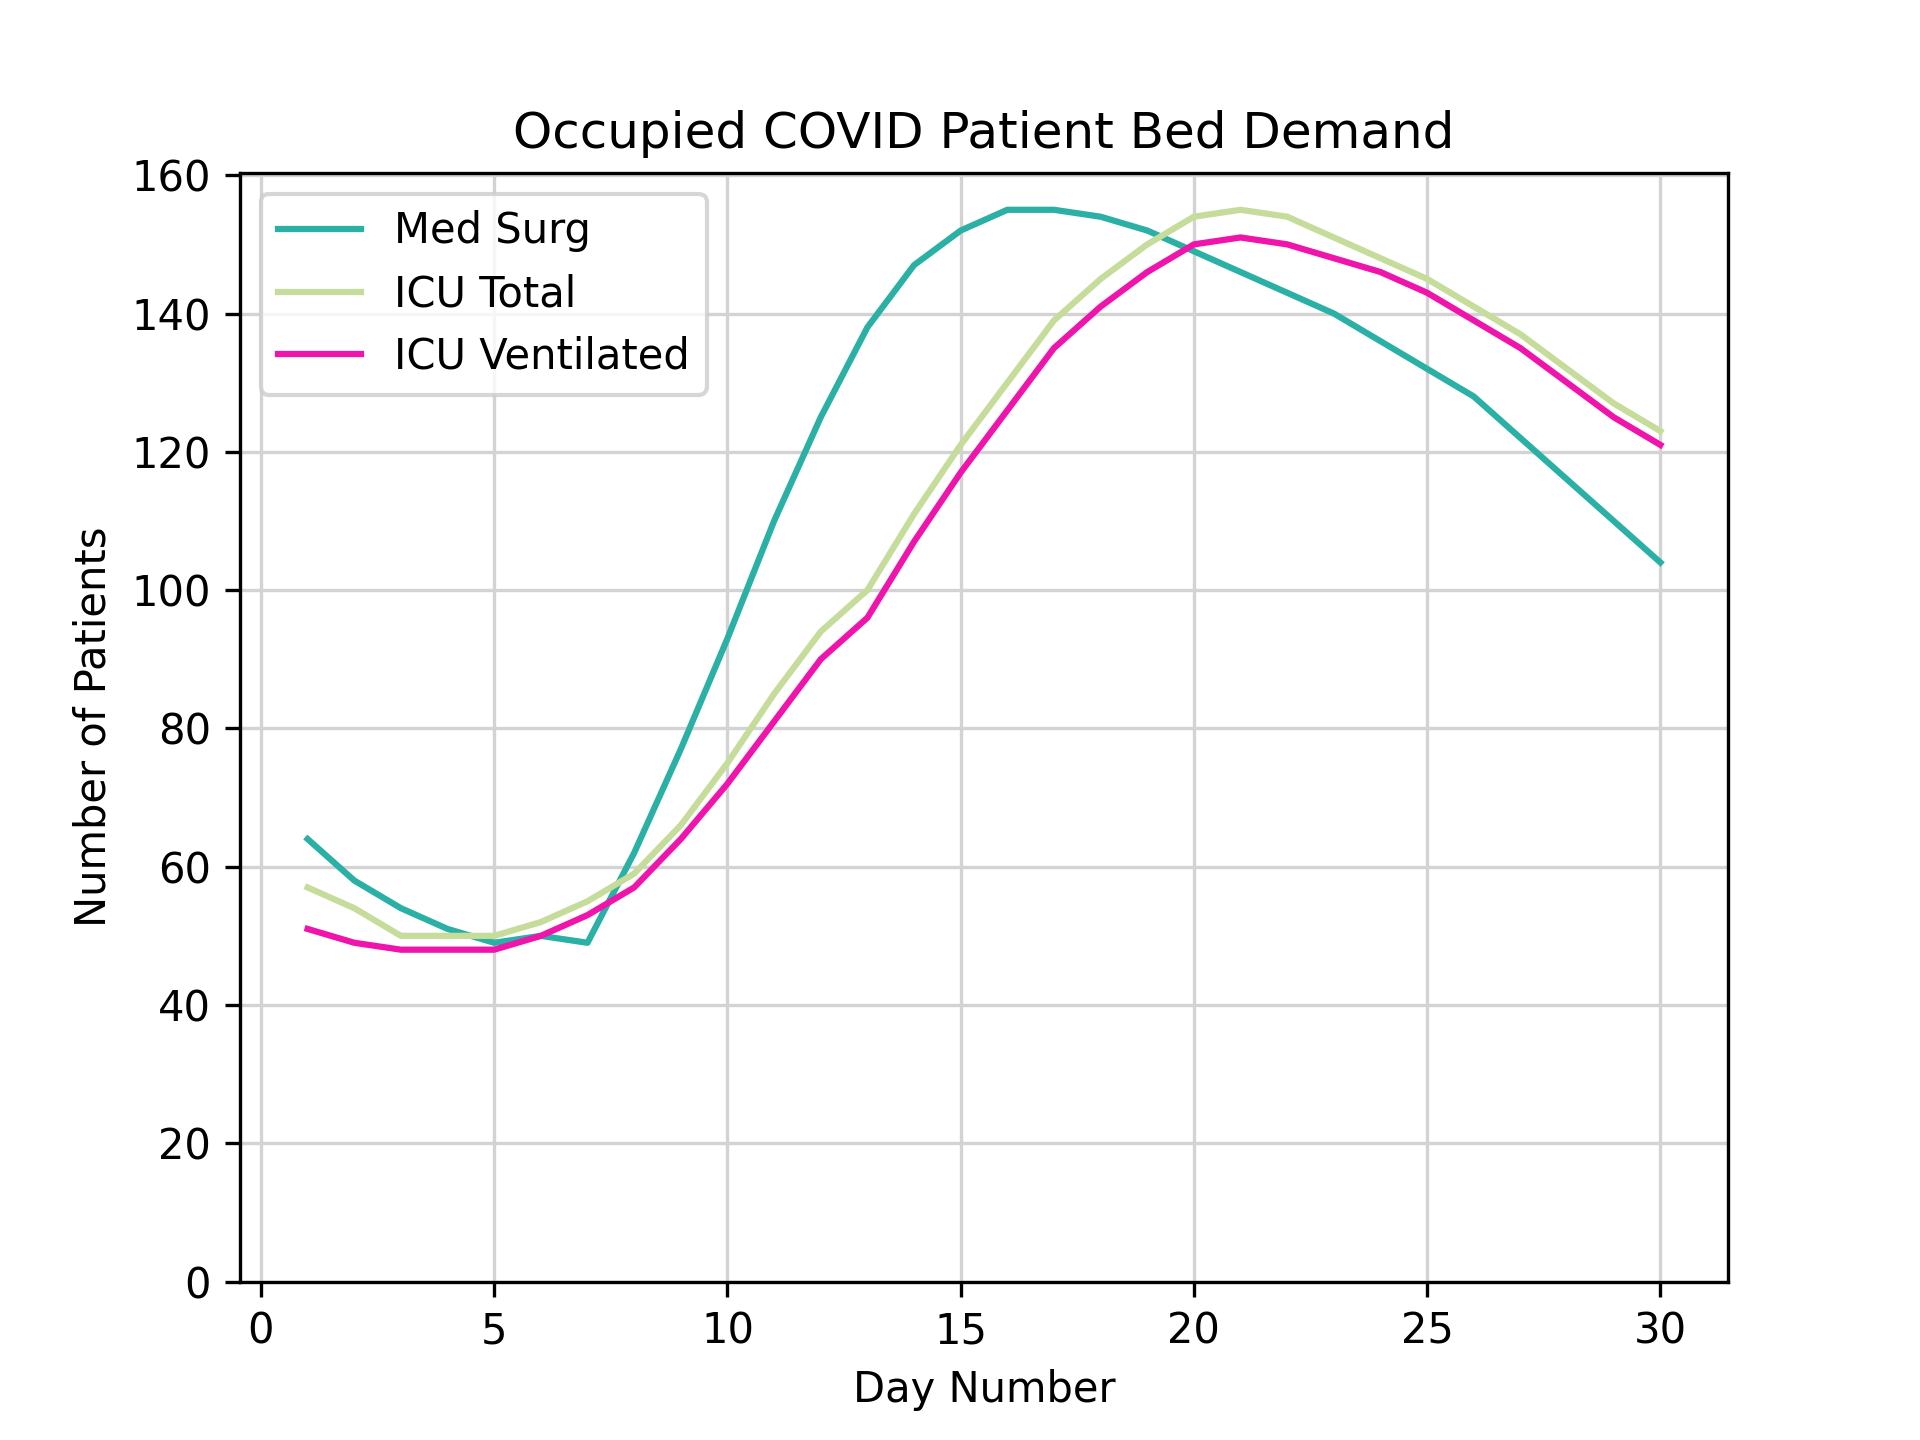 Occupied COVID Patient Bed Demand
160
140
120
100
80
60
40
20
0
Number of Patients
Med Surg
ICU Total
ICU Ventilated
0 5 10 15 20 25 30
Day Number